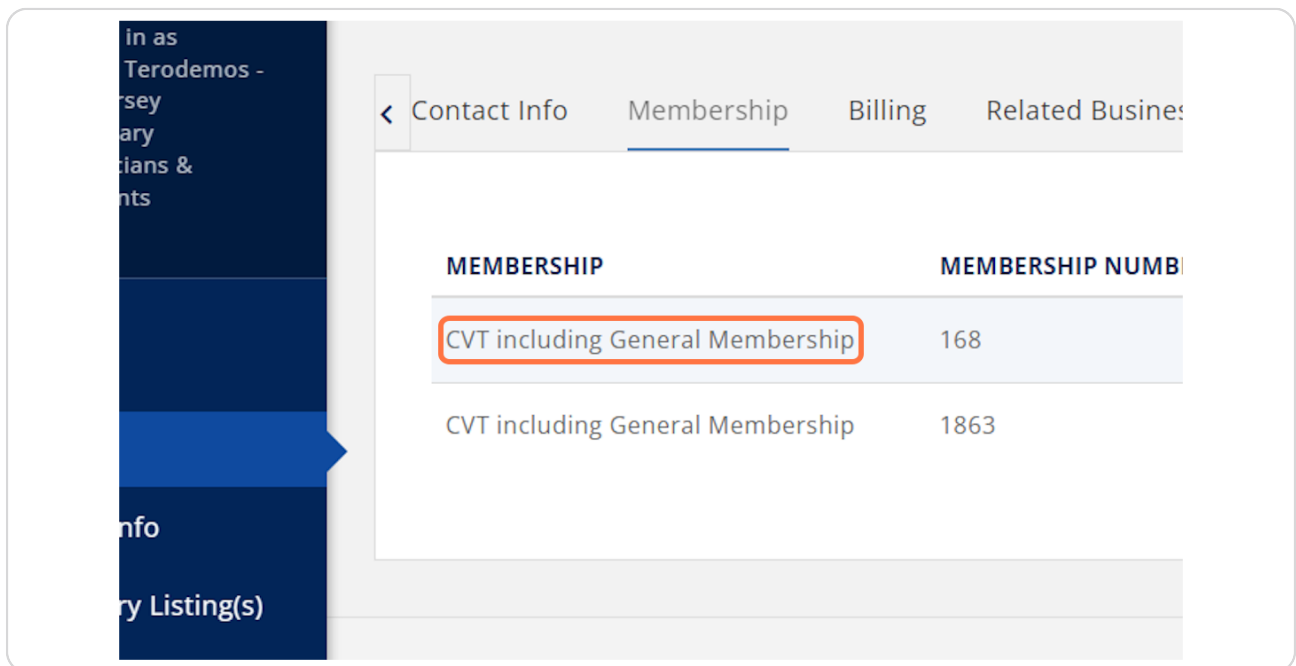 in as
Terodemos -
rsey
ary
cians &
nts
nfo
ry Listing(s)
Contact Info Membership Billing Related Busines
MEMBERSHIP MEMBERSHIP NUMB
CVT including General Membership 168
CVT including General Membership 1863